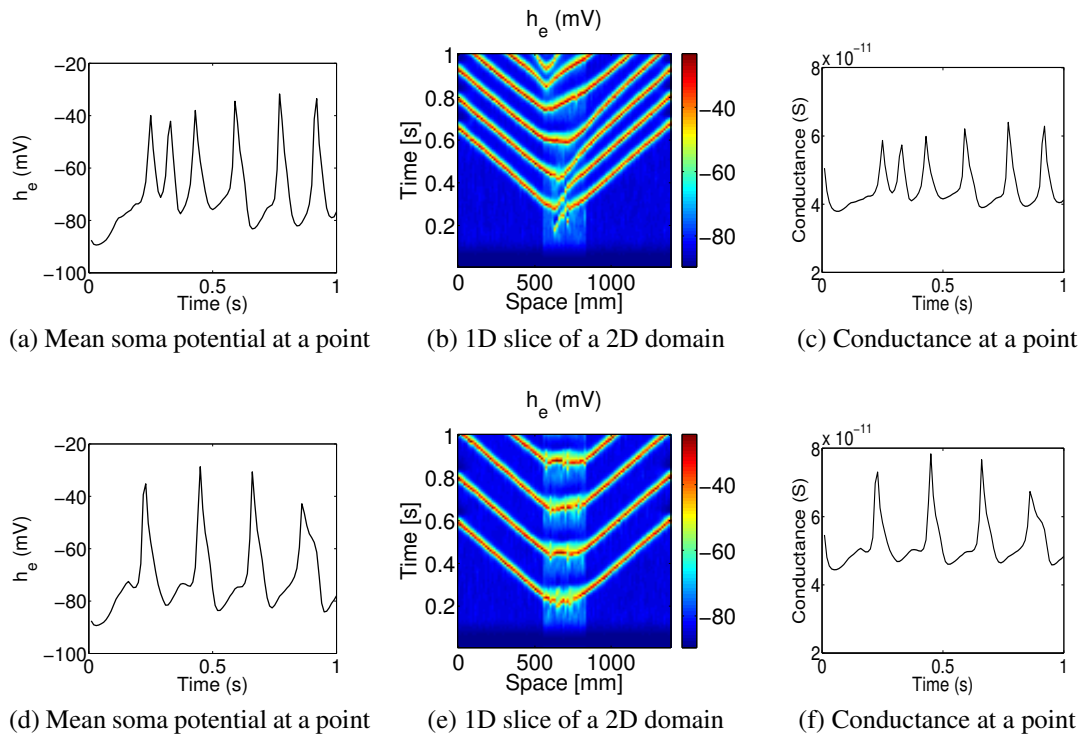 h_e (mV)
−20
−40
−60
−80
−100
0
0.5
1
h_e (mV)
Time (s)
1
0.8
0.6
0.4
0.2
Time [s]
0
500
1000
Space [mm]
−40
−60
−80
8
x 10⁻¹¹
6
4
2
Conductance (S)
0
0.5
1
Time (s)
(a) Mean soma potential at a point
(b) 1D slice of a 2D domain
(c) Conductance at a point
h_e (mV)
−20
−40
−60
−80
−100
0
0.5
1
h_e (mV)
Time (s)
1
0.8
0.6
0.4
0.2
Time [s]
0
500
1000
Space [mm]
−40
−60
−80
8
x 10⁻¹¹
6
4
2
Conductance (S)
0
0.5
1
Time (s)
(d) Mean soma potential at a point
(e) 1D slice of a 2D domain
(f) Conductance at a point